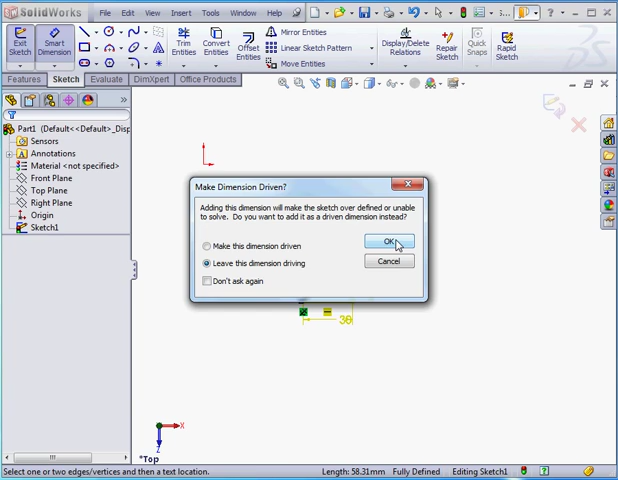 SolidWorks File Edit View Insert Tools Window Help
3...
Exit Sketch
Smart Dimension
Trim Entities
Convert Entities
Offset Entities
Mirror Entities
Linear Sketch Pattern
Move Entities
Display/Delete Relations
Repair Sketch
Quick Snaps
Rapid Sketch
Features Sketch Evaluate DimXpert Office Products
Part1 (Default<<Default>_Disp
Sensors
Annotations
Material <not specified>
Front Plane
Top Plane
Right Plane
Origin
Sketch1
Make Dimension Driven?
Adding this dimension will make the sketch over defined or unable
to solve. Do you want to add it as a driven dimension instead?
Make this dimension driven
Leave this dimension driving
Don't ask again
OK
Cancel
30
X
Z
*Top
Select one or two edges/vertices and then a text location. Length: 58.31mm Fully Defined Editing Sketch1